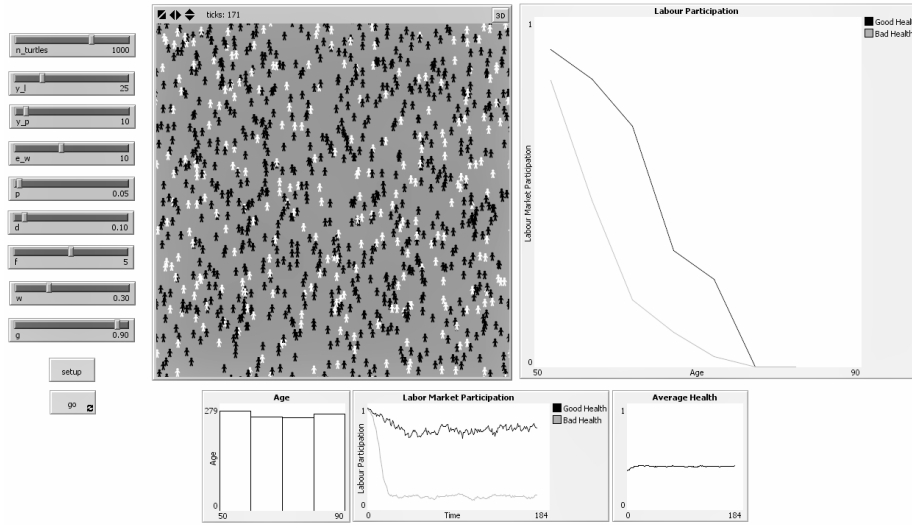 n_turtles 1000
y_l 25
y_p 10
e_w 10
p 0.05
d 0.10
f 5
w 0.30
g 0.90
setup
go
ticks: 171
3D
Labour Participation
1
Labour Market Participation
0
50 Age 90
Good Heal
Bad Health
Age
279
Age
0
50 90
Labor Market Participation
1
Labour Participation
0
0 Time 184
Good Health
Bad Health
Average Health
1
0
0 184